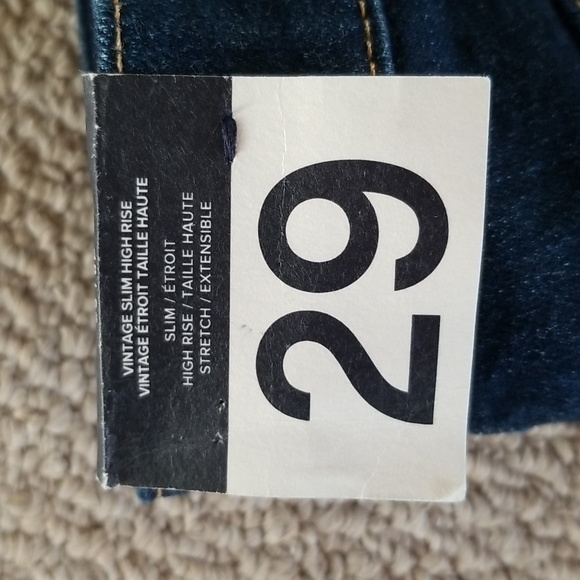 VINTAGE SLIM HIGH RISE
VINTAGE ÉTROIT TAILLE HAUTE
SLIM / ÉTROIT
HIGH RISE / TAILLE HAUTE
STRETCH / EXTENSIBLE
29